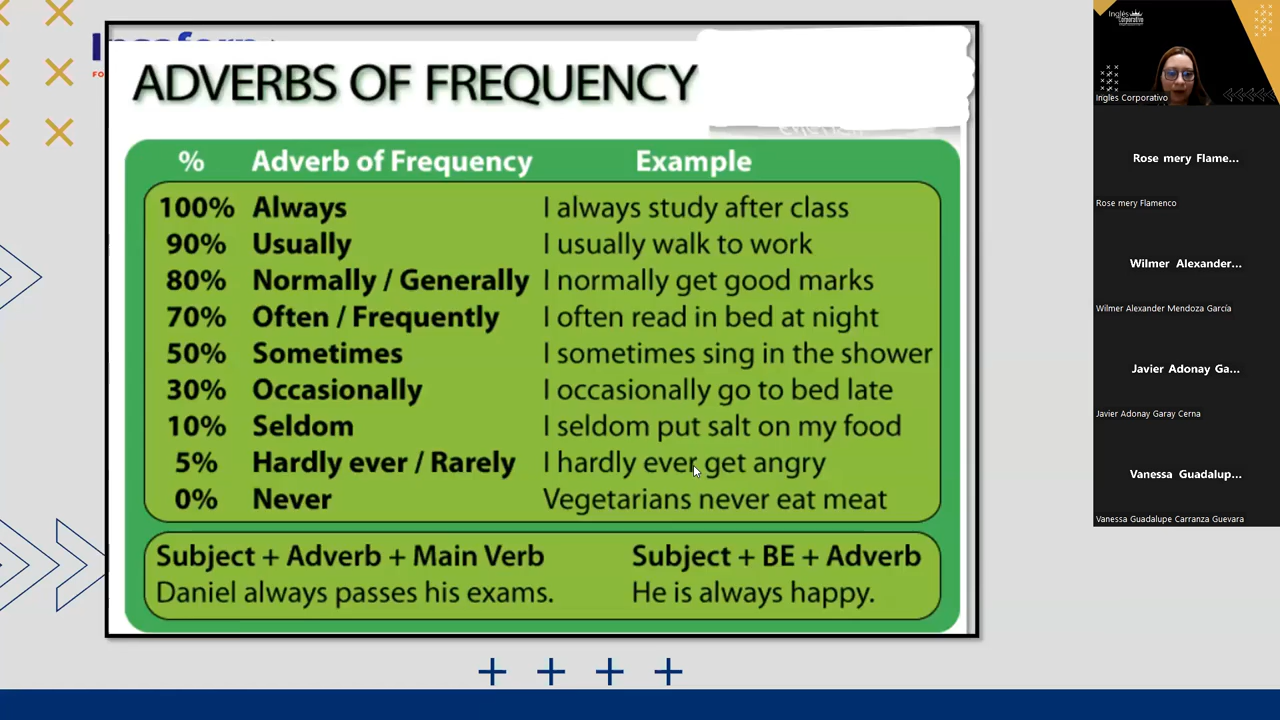 ADVERBS OF FREQUENCY
% Adverb of Frequency Example
100% Always I always study after class
90% Usually I usually walk to work
80% Normally / Generally I normally get good marks
70% Often / Frequently I often read in bed at night
50% Sometimes I sometimes sing in the shower
30% Occasionally I occasionally go to bed late
10% Seldom I seldom put salt on my food
5% Hardly ever / Rarely I hardly ever get angry
0% Never Vegetarians never eat meat
Subject + Adverb + Main Verb Subject + BE + Adverb
Daniel always passes his exams. He is always happy.
Inglés
Corporativo
Ingles Corporativo
Rose mery Flame...
Rose mery Flamenco
Wilmer Alexander...
Wilmer Alexander Mendoza García
Javier Adonay Ga...
Javier Adonay Garay Cerna
Vanessa Guadalup...
Vanessa Guadalupe Carranza Guevara